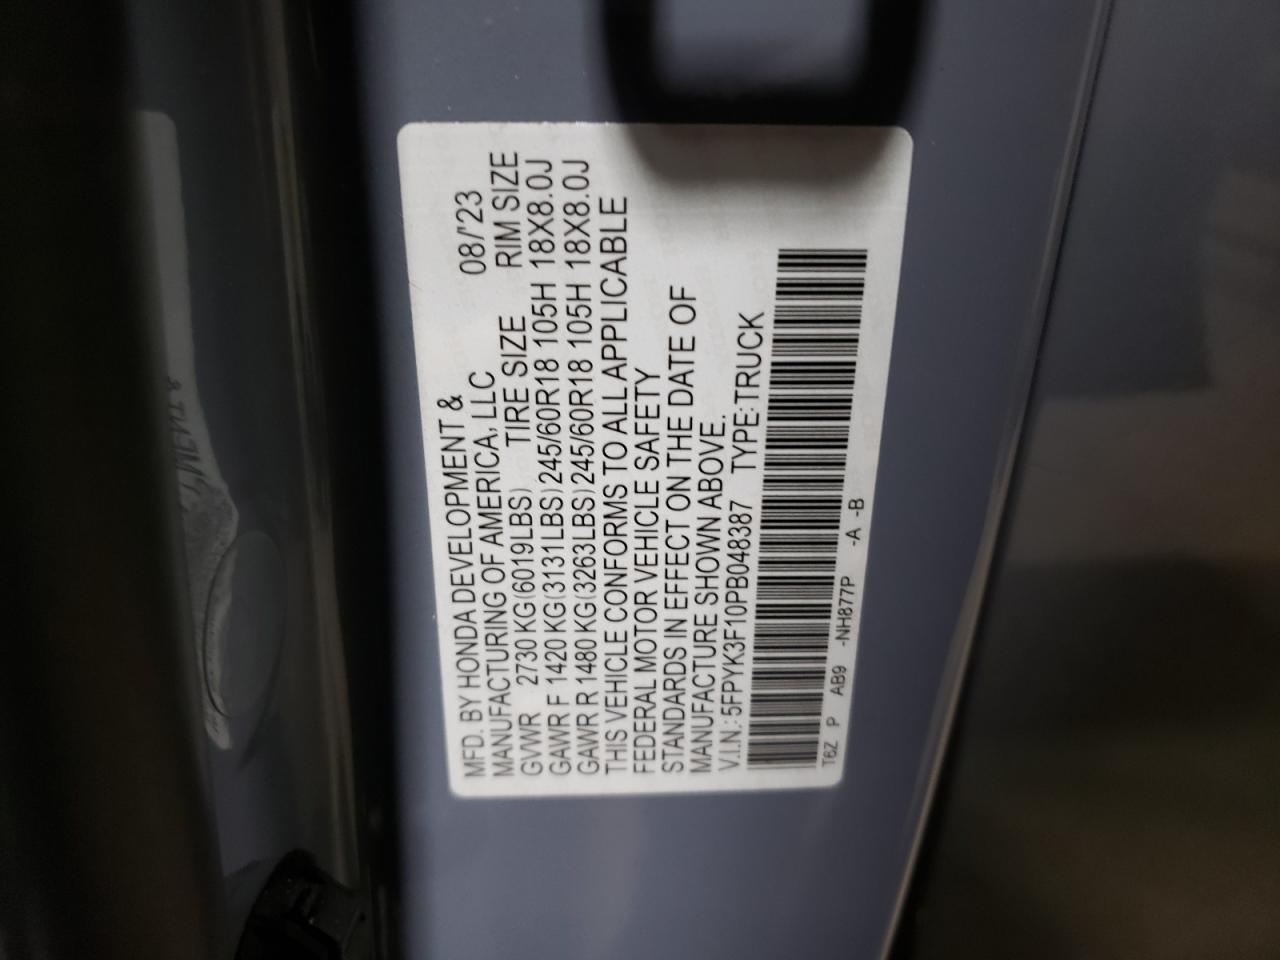 MFD. BY HONDA DEVELOPMENT & 08/'23
MANUFACTURING OF AMERICA, LLC
GVWR 2730 KG(6019LBS) TIRE SIZE RIM SIZE
GAWR F 1420 KG(3131LBS)245/60R18 105H 18X8.0J
GAWR R 1480 KG(3263LBS)245/60R18 105H 18X8.0J
THIS VEHICLE CONFORMS TO ALL APPLICABLE
FEDERAL MOTOR VEHICLE SAFETY
STANDARDS IN EFFECT ON THE DATE OF
MANUFACTURE SHOWN ABOVE.
V.I.N.: 5FPYK3F10PB048387 TYPE:TRUCK
T6Z P AB9 -NH877P -A -B